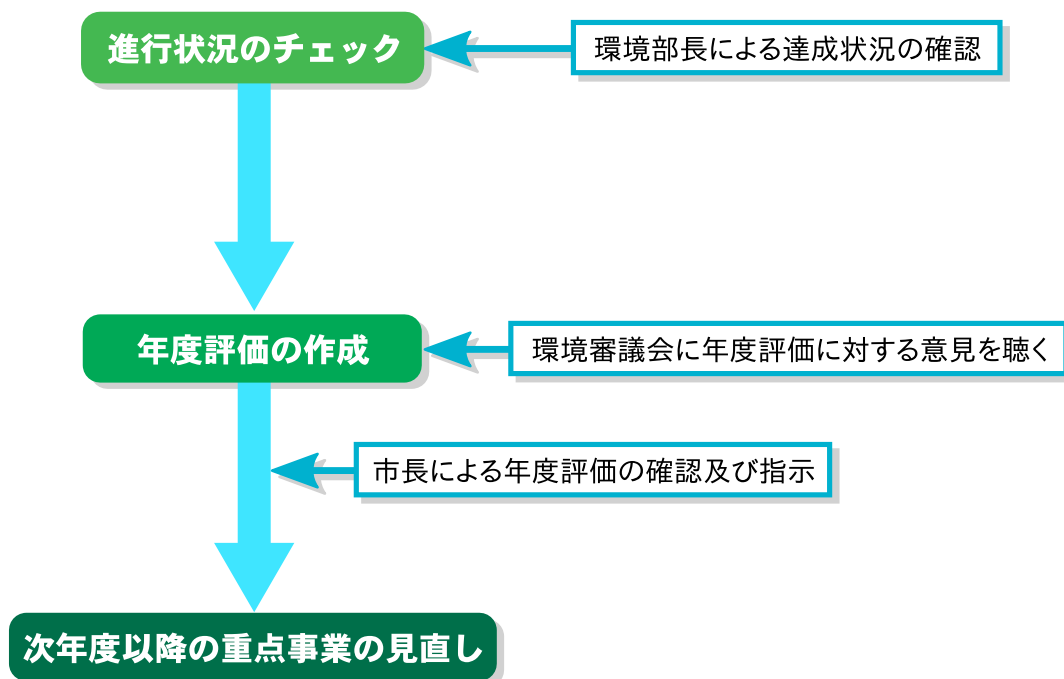 進行状況のチェック
環境部長による達成状況の確認
年度評価の作成
環境審議会に年度評価に対する意見を聴く
市長による年度評価の確認及び指示
次年度以降の重点事業の見直し